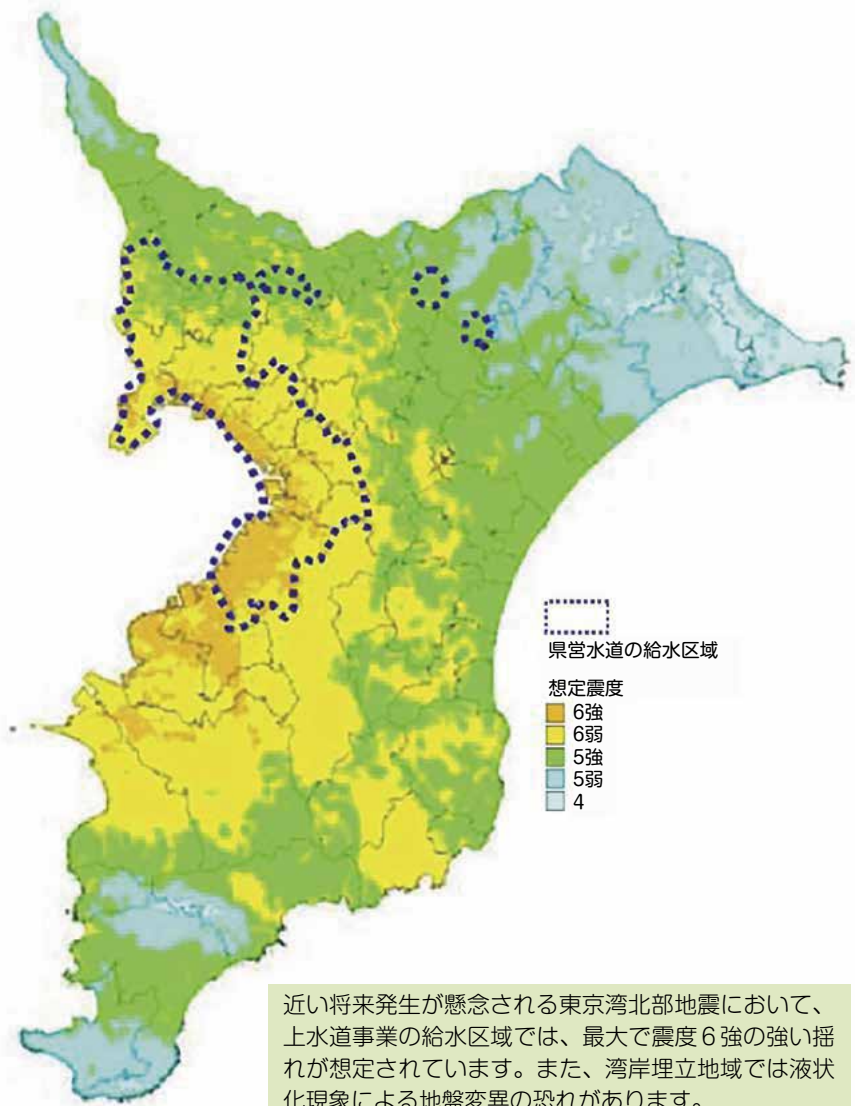 県営水道の給水区域
想定震度
6強
6弱
5強
5弱
4
近い将来発生が懸念される東京湾北部地震において、
上水道事業の給水区域では、最大で震度6強の強い揺
れが想定されています。また、湾岸埋立地域では液状
化現象による地盤変異の恐れがあります。